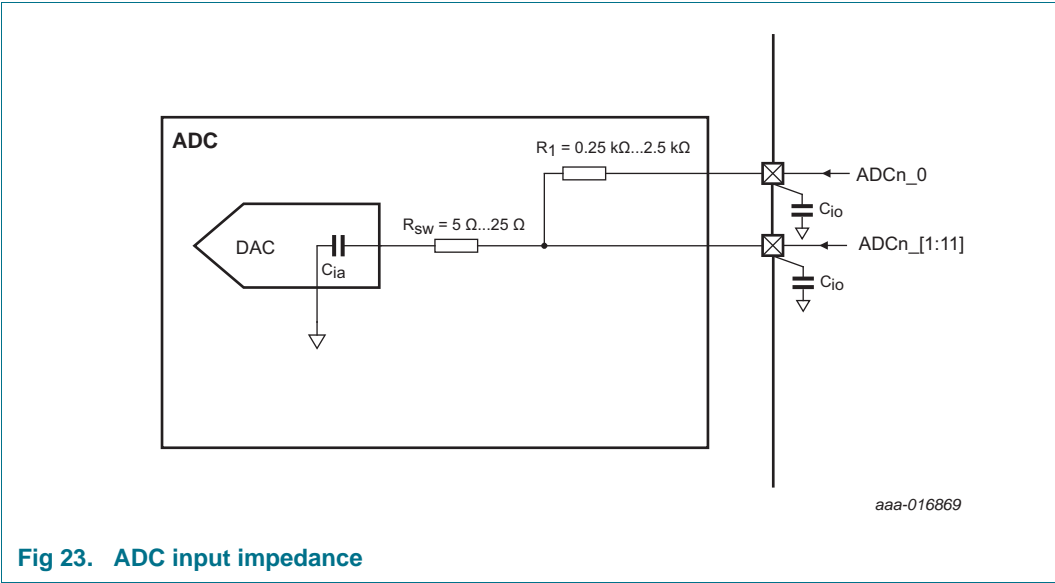 ADC
R1 = 0.25 kΩ...2.5 kΩ
ADCn_0
Cio
Rsw = 5 Ω...25 Ω
DAC
Cia
ADCn_[1:11]
Cio
aaa-016869
Fig 23. ADC input impedance